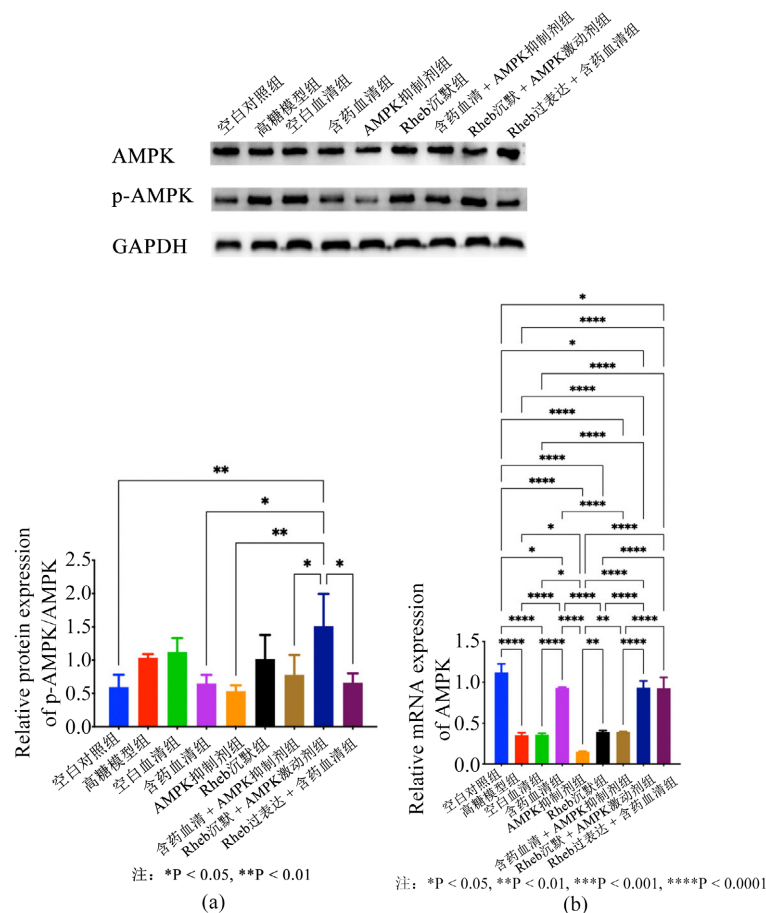 空白对照组
高糖模型组
空白血清组
含药血清组
AMPK抑制剂组
Rheb沉默组
含药血清 + AMPK抑制剂组
Rheb沉默 + AMPK激动剂组
Rheb过表达 + 含药血清组
AMPK
p-AMPK
GAPDH
**
*
**
*
*
Relative protein expression
of p-AMPK/AMPK
2.5
2.0
1.5
1.0
0.5
0.0
空白对照组
高糖模型组
空白血清组
含药血清组
AMPK抑制剂组
Rheb沉默组
含药血清 + AMPK抑制剂组
Rheb沉默 + AMPK激动剂组
Rheb过表达 + 含药血清组
注：*P < 0.05, **P < 0.01
(a)
*
****
*
****
****
****
****
****
****
****
*
****
*
****
*
****
****
****
****
****
****
****
**
****
****
****
**
****
Relative mRNA expression
of AMPK
1.5
1.0
0.5
0.0
空白对照组
高糖模型组
空白血清组
含药血清组
AMPK抑制剂组
Rheb沉默组
含药血清 + AMPK抑制剂组
Rheb沉默 + AMPK激动剂组
Rheb过表达 + 含药血清组
注：*P < 0.05, **P < 0.01, ***P < 0.001, ****P < 0.0001
(b)